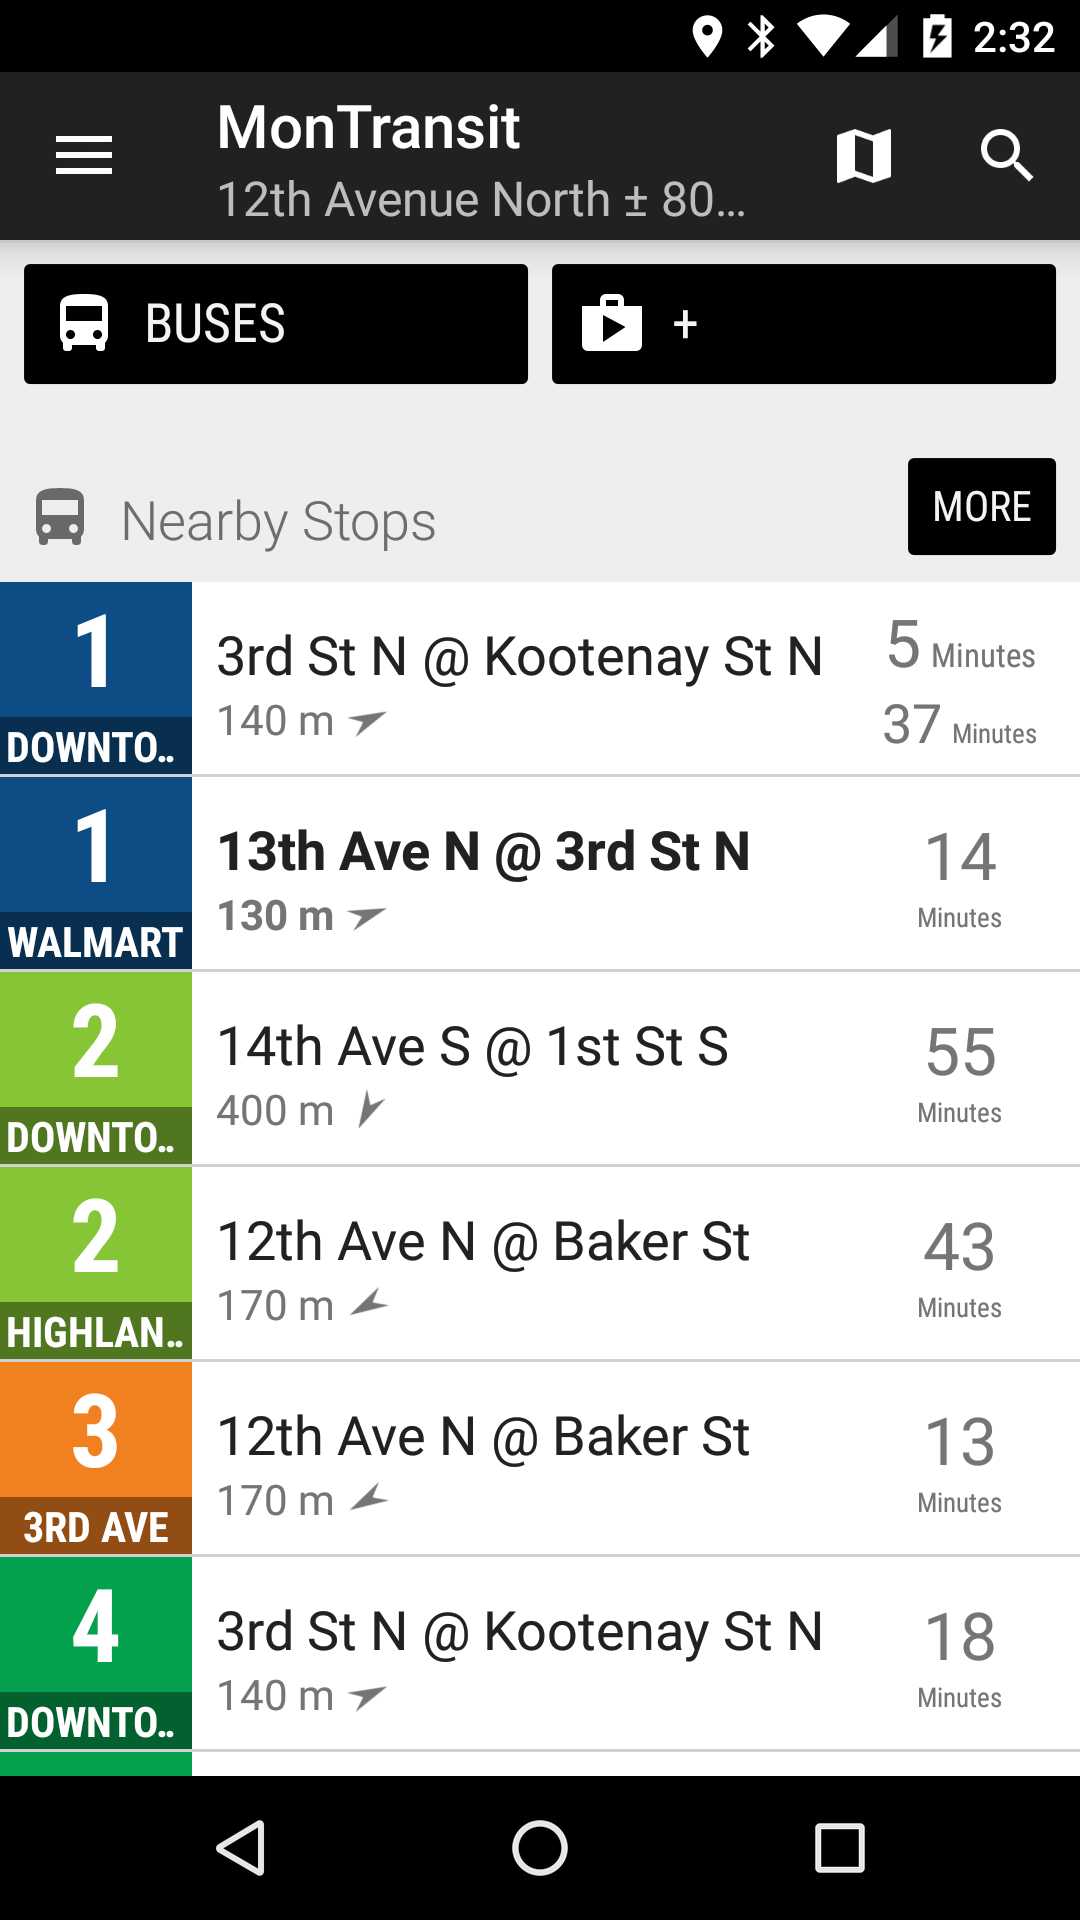 2:32
MonTransit
12th Avenue North ± 80...
BUSES
+
Nearby Stops
MORE
1
3rd St N @ Kootenay St N
5 Minutes
140 m
37 Minutes
DOWNTO..
1
13th Ave N @ 3rd St N
14
130 m
Minutes
WALMART
2
14th Ave S @ 1st St S
55
400 m
Minutes
DOWNTO..
2
12th Ave N @ Baker St
43
170 m
Minutes
HIGHLAN..
3
12th Ave N @ Baker St
13
170 m
Minutes
3RD AVE
4
3rd St N @ Kootenay St N
18
140 m
Minutes
DOWNTO..